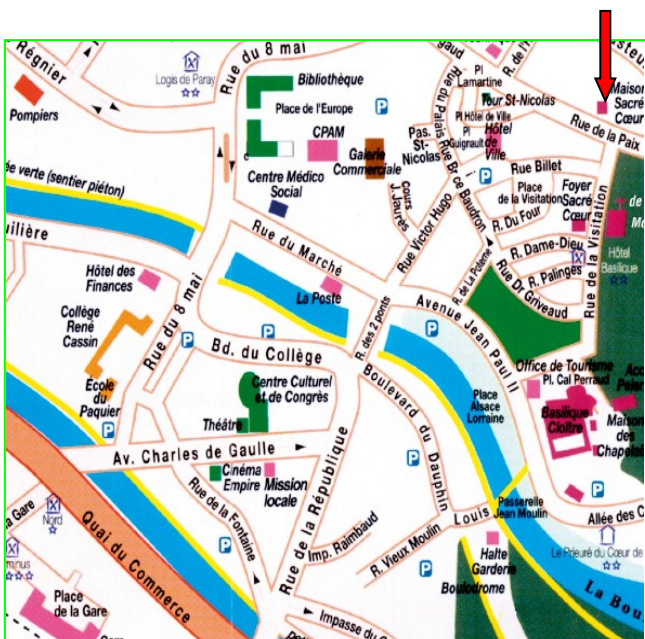 Régnier
Logis de Paray
Rue du 8 mai
Pompiers
Bibliothèque
Place de l'Europe
CPAM
Galerie
Commerciale
Centre Médico
Social
Pas.
St-
Nicolas
Cours
J.Jaurès
Rue du Palais
Pl
Lamartine
Tour St-Nicolas
Pl Hôtel de Ville
Pl
Guignault
Hôtel
de
Ville
R. de l'
Maison
Sacré
Cœur
Rue de la Paix
Rue Billet
Place
de la Visitation
Foyer
Sacré
Cœur
R. Du Four
R. Dame-Dieu
R. Palinges
Rue Dr Griveaud
Rue de la Visitation
Hôtel
Basilique
Rue Victor Hugo
R. de La Poterne
ée verte (sentier piéton)
uilière
Rue du Marché
La Poste
R. des 2 ponts
Avenue Jean Paul II
Hôtel des
Finances
Collège
René
Cassin
Rue du 8 mai
Ecole
du
Paquier
Bd. du Collège
Centre Culturel
et de Congrès
Théâtre
Boulevard du Dauphin
Place
Alsace
Lorraine
Office de Tourisme
Pl. Cal Perraud
Basilique
Cloître
Maison
des
Chapelain
Av. Charles de Gaulle
Cinéma
Empire
Mission
locale
Rue de la République
Rue de la Fontaine
Imp. Raimbaud
R. Vieux Moulin
Louis
Passerelle
Jean Moulin
Allée des C
Le Prieuré du Cœur de
Halte
Garderie
Boulodrome
La Bou
la Gare
Nord
minus
Quai du Commerce
Place
de la Gare
Impasse du C